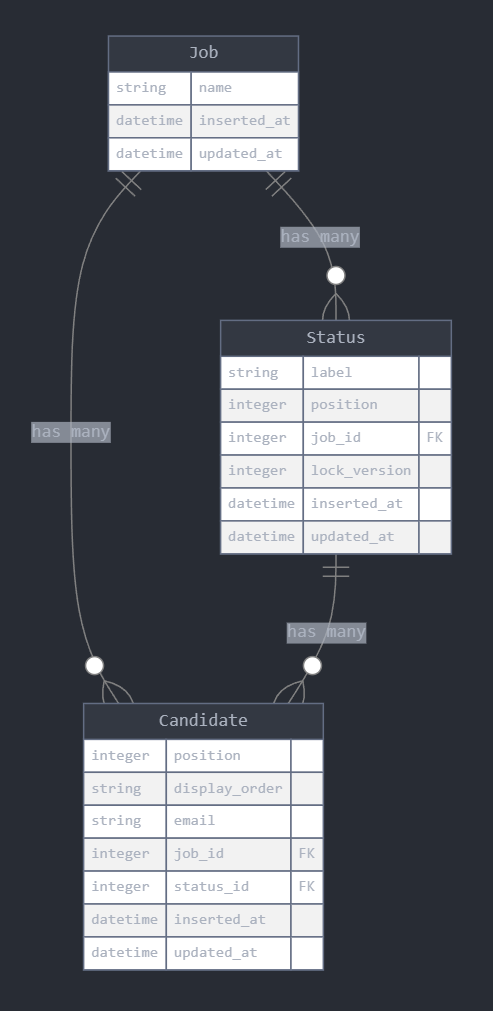 Job
string name
datetime inserted_at
datetime updated_at
has many
Status
string label
integer position
integer job_id FK
integer lock_version
datetime inserted_at
datetime updated_at
has many
has many
Candidate
integer position
string display_order
string email
integer job_id FK
integer status_id FK
datetime inserted_at
datetime updated_at